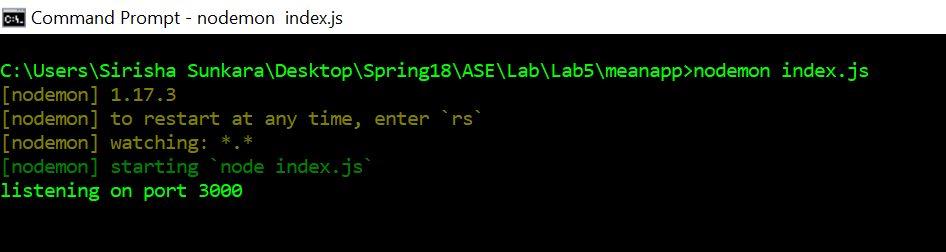 Command Prompt - nodemon  index.js
C:\Users\Sirisha Sunkara\Desktop\Spring18\ASE\Lab\Lab5\meanapp>nodemon index.js
[nodemon] 1.17.3
[nodemon] to restart at any time, enter `rs`
[nodemon] watching: *.*
[nodemon] starting `node index.js`
listening on port 3000